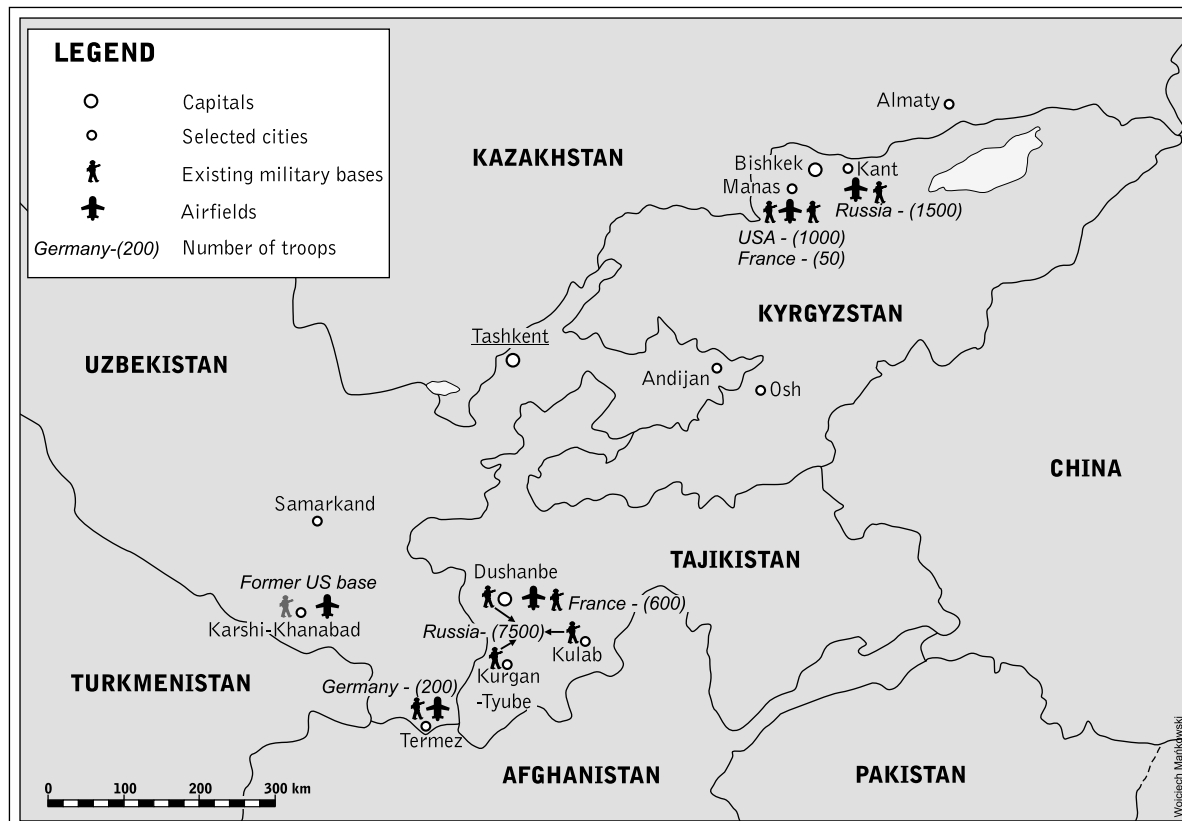 LEGEND
Capitals
Selected cities
Existing military bases
Airfields
Germany-(200) Number of troops
Almaty
KAZAKHSTAN
Bishkek
Kant
Manas
Russia - (1500)
USA - (1000)
France - (50)
KYRGYZSTAN
Tashkent
UZBEKISTAN
Andijan
Osh
CHINA
Samarkand
TAJIKISTAN
Dushanbe
Former US base
France - (600)
Karshi-Khanabad
Russia- (7500)
Kulab
Kurgan
-Tyube
TURKMENISTAN
Germany - (200)
Termez
AFGHANISTAN
PAKISTAN
0 100 200 300 km
Wojciech Mańkowski